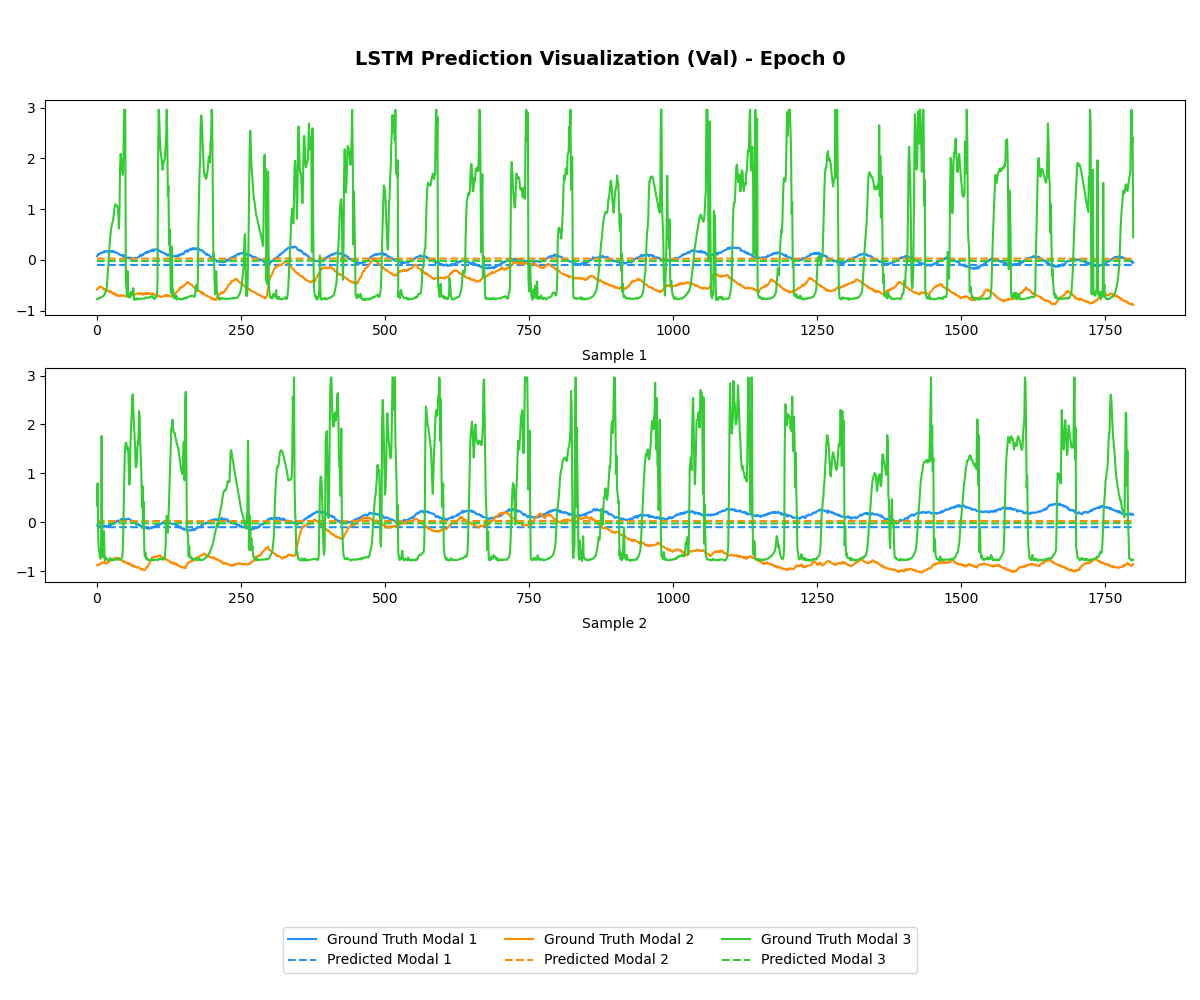 LSTM Prediction Visualization (Val) - Epoch 0
3
2
1
0
−1
0 250 500 750 1000 1250 1500 1750
Sample 1
3
2
1
0
−1
0 250 500 750 1000 1250 1500 1750
Sample 2
Ground Truth Modal 1 Ground Truth Modal 2 Ground Truth Modal 3
Predicted Modal 1 Predicted Modal 2 Predicted Modal 3